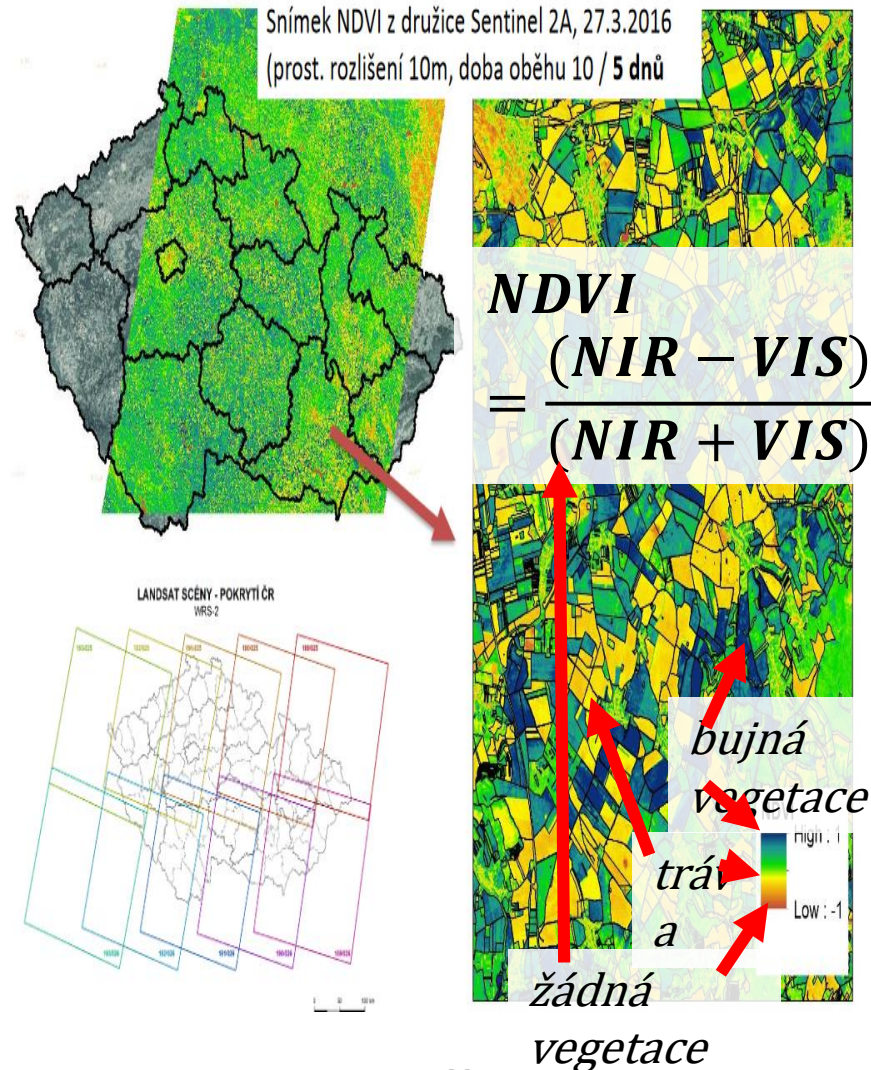 Snímek NDVI z družice Sentinel 2A, 27.3.2016
(prost. rozlišení 10m, doba oběhu 10 / 5 dnů
NDVI
(NIR − VIS)
=
(NIR + VIS)
LANDSAT SCÉNY - POKRYTÍ ČR
WRS-2
bujná
vegetace
NDVI
High : 1
tráv
a
Low : -1
žádná
vegetace